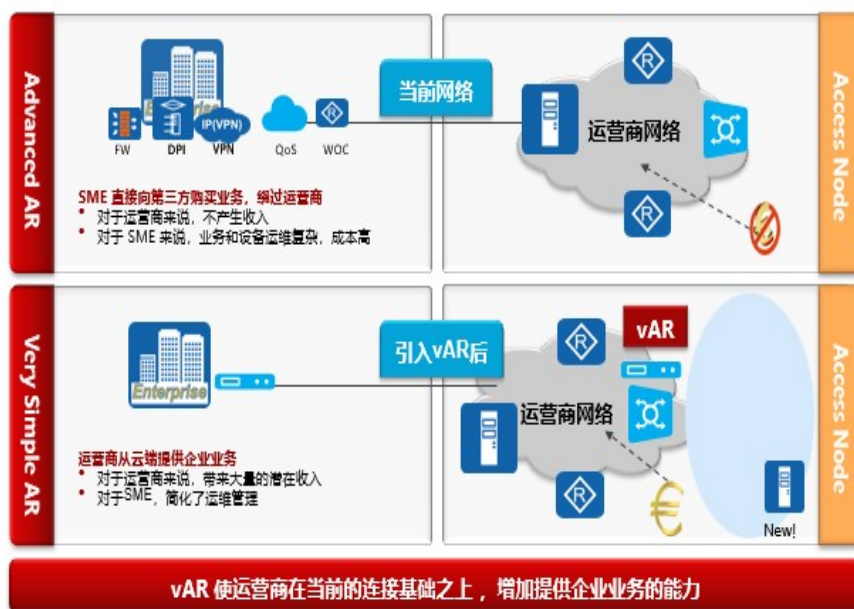 Advanced AR
Enterprise
IP(VPN)
FW
DPI
VPN
QoS
WOC
SME 直接向第三方购买业务，绕过运营商
• 对于运营商来说，不产生收入
• 对于 SME 来说，业务和设备运维复杂，成本高
当前网络
R
运营商网络
R
Access Node
Very Simple AR
Enterprise
运营商从云端提供企业业务
• 对于运营商来说，带来大量的潜在收入
• 对于SME，简化了运维管理
引入vAR后
R
vAR
运营商网络
R
€
New!
Access Node
vAR 使运营商在当前的连接基础之上，增加提供企业业务的能力